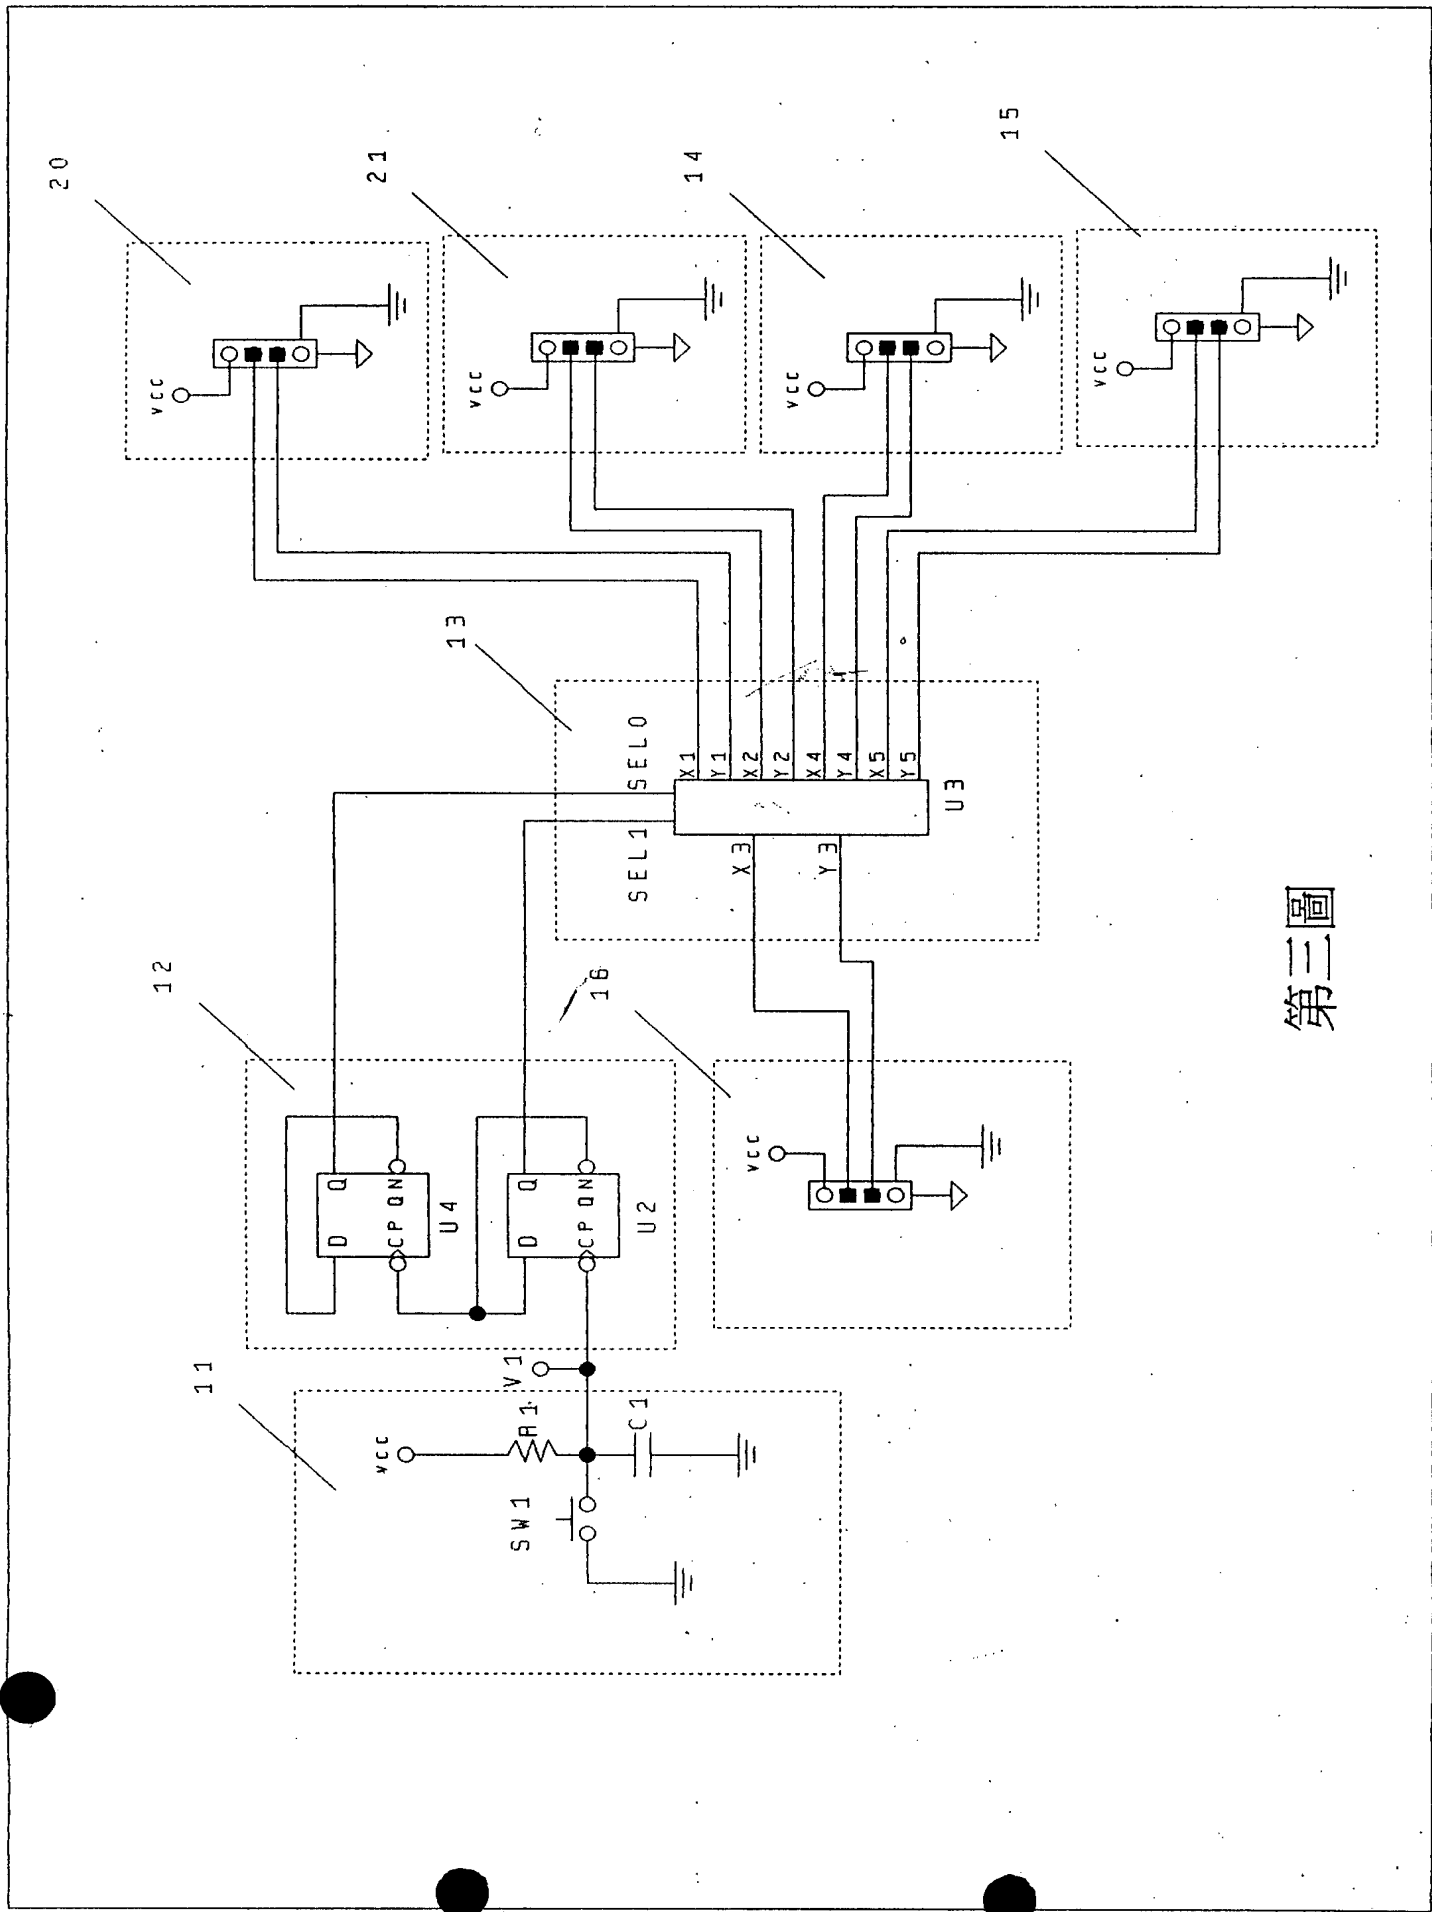 20
21
14
15
VCC
VCC
VCC
VCC
13
SEL0
SEL1
X1
Y1
X2
Y2
X4
Y4
X5
Y5
X3
Y3
U3
12
D
Q
CP
QN
U4
D
Q
CP
QN
U2
16
VCC
11
VCC
R1
V1
C1
SW1
第三圖